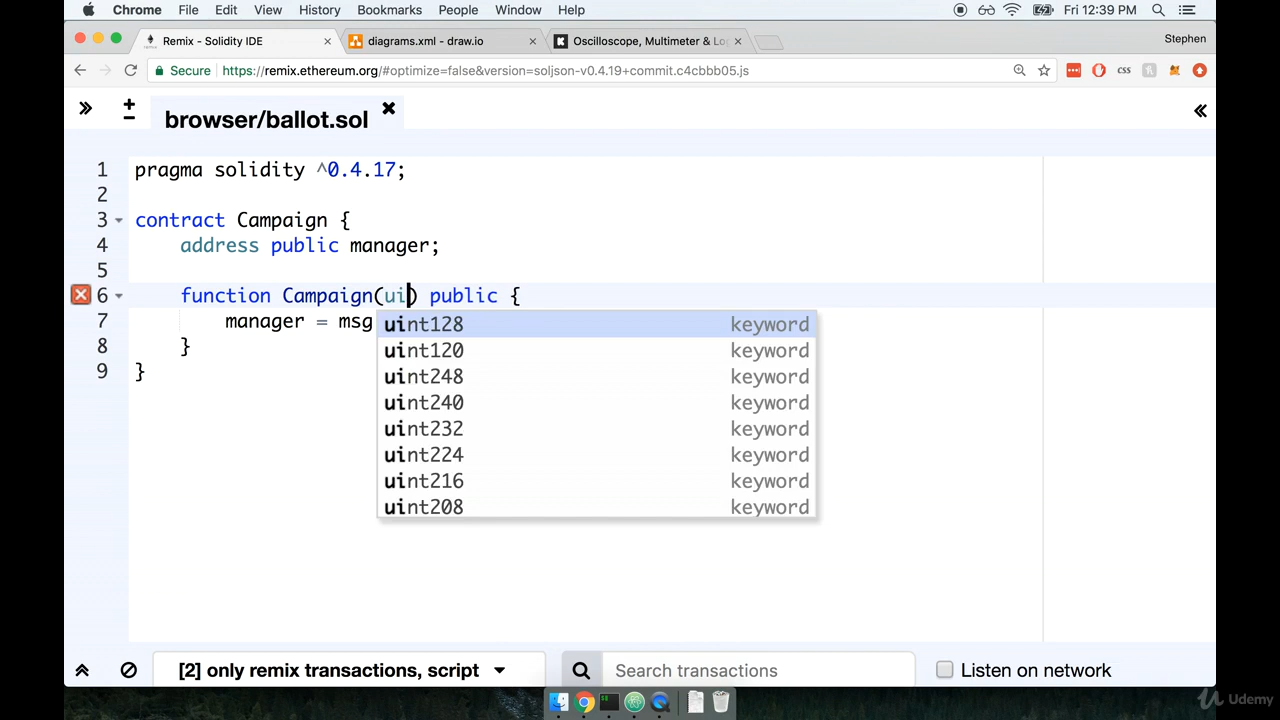 Chrome File Edit View History Bookmarks People Window Help Fri 12:39 PM
Remix - Solidity IDE diagrams.xml - draw.io Oscilloscope, Multimeter & Lo Stephen
Secure https://remix.ethereum.org/#optimize=false&version=soljson-v0.4.19+commit.c4cbbb05.js css
browser/ballot.sol
1 pragma solidity ^0.4.17;
2
3 contract Campaign {
4 address public manager;
5
6 function Campaign(ui) public {
7 manager = msg
8 }
9 }
uint128 keyword
uint120 keyword
uint248 keyword
uint240 keyword
uint232 keyword
uint224 keyword
uint216 keyword
uint208 keyword
[2] only remix transactions, script Search transactions Listen on network
Udemy